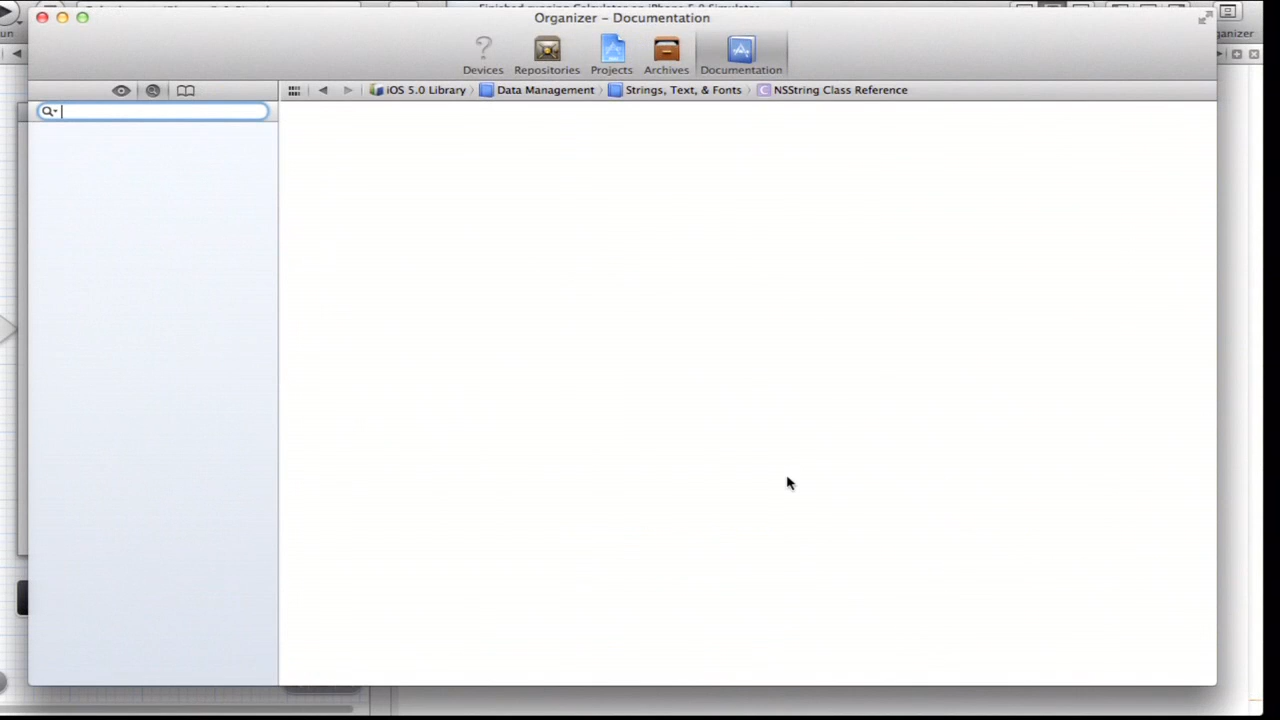 Organizer – Documentation
Devices Repositories Projects Archives Documentation
iOS 5.0 Library Data Management Strings, Text, & Fonts NSString Class Reference